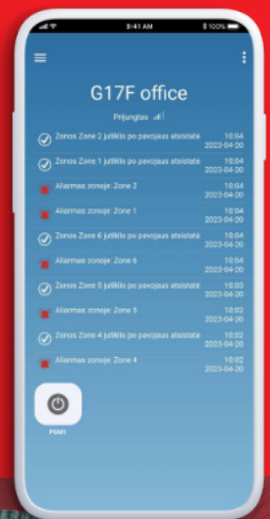 9:41 AM 100%
G17F office
Prijungtas
Zonos Zone 2 jutiklis po pavojaus atsistatė 10:04
2023-04-20
Zonos Zone 1 jutiklis po pavojaus atsistatė 10:04
2023-04-20
Aliarmas zonoje: Zone 2 10:04
2023-04-20
Aliarmas zonoje: Zone 1 10:04
2023-04-20
Zonos Zone 6 jutiklis po pavojaus atsistatė 10:04
2023-04-20
Aliarmas zonoje: Zone 6 10:04
2023-04-20
Zonos Zone 5 jutiklis po pavojaus atsistatė 10:03
2023-04-20
Aliarmas zonoje: Zone 5 10:02
2023-04-20
Zonos Zone 4 jutiklis po pavojaus atsistatė 10:02
2023-04-20
Aliarmas zonoje: Zone 4 10:02
2023-04-20
PGM1